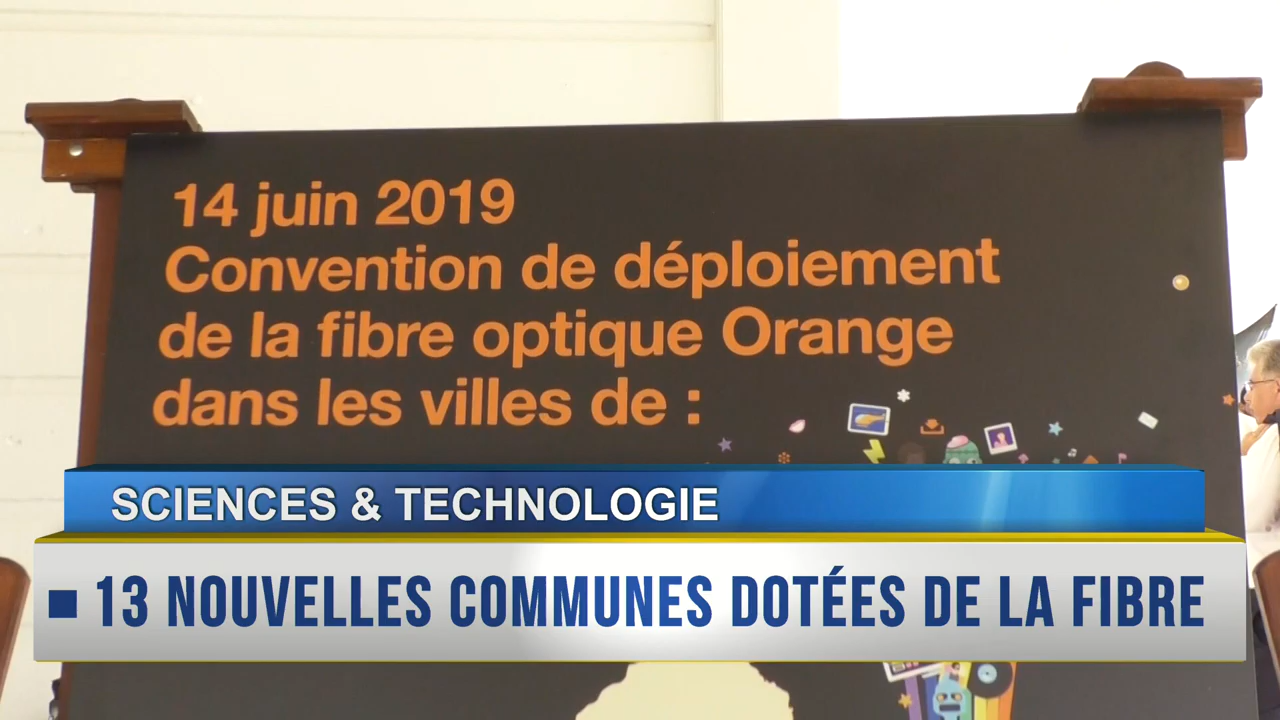 14 juin 2019
Convention de déploiement
de la fibre optique Orange
dans les villes de :
SCIENCES & TECHNOLOGIE
13 NOUVELLES COMMUNES DOTÉES DE LA FIBRE